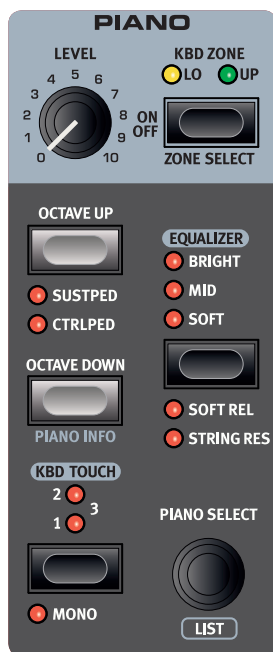 PIANO
LEVEL
KBD ZONE
LO UP
0 1 2 3 4 5 6 7 8 9 10
ON
OFF
ZONE SELECT
OCTAVE UP
SUSTPED
CTRLPED
OCTAVE DOWN
PIANO INFO
KBD TOUCH
2
3
1
MONO
EQUALIZER
BRIGHT
MID
SOFT
SOFT REL
STRING RES
PIANO SELECT
LIST